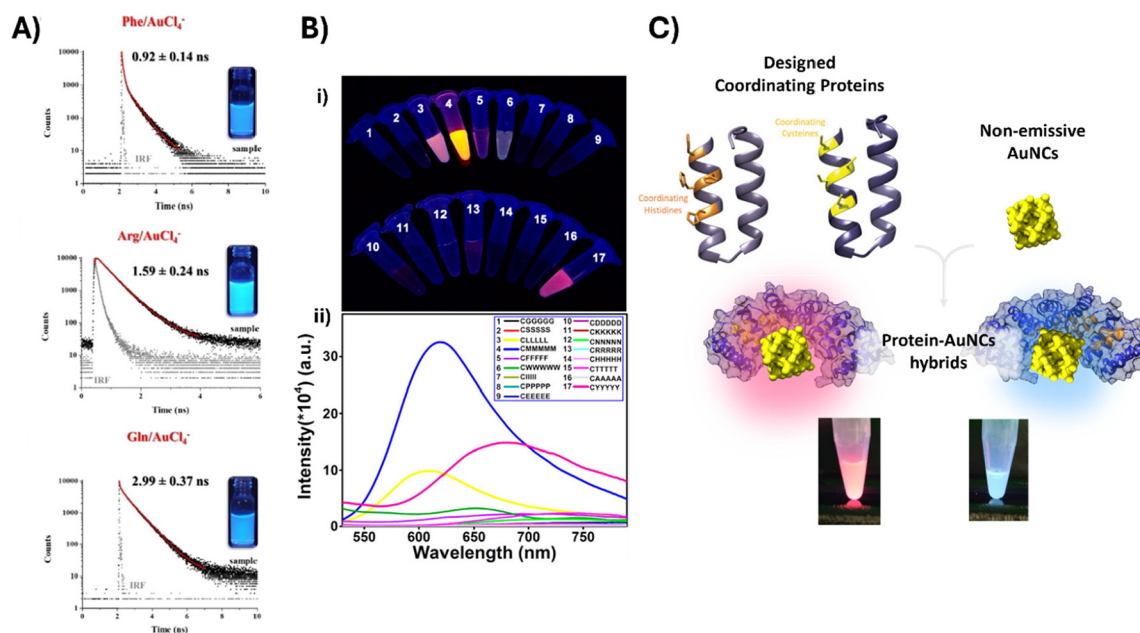 A)
Phe/AuCl4-
0.92 ± 0.14 ns
10000
1000
100
10
1
Counts
IRF
sample
0 2 4 6 8 10
Time (ns)
Arg/AuCl4-
1.59 ± 0.24 ns
10000
1000
100
10
1
Counts
IRF
sample
0 2 4 6
Time (ns)
Gln/AuCl4-
2.99 ± 0.37 ns
10000
1000
100
10
1
Counts
IRF
sample
0 2 4 6 8 10
Time (ns)
B)
i)
1 2 3 4 5 6 7 8 9
10 11 12 13 14 15 16 17
ii)
Intensity(*10⁴) (a.u.)
30
20
10
0
550 600 650 700 750
Wavelength (nm)
1 CGGGGG
2 CSSSSS
3 CLLLLL
4 CMMMMM
5 CFFFFF
6 CWWWWW
7 CIIIII
8 CPPPPP
9 CEEEEE
10 CDDDDD
11 CKKKKK
12 CNNNNN
13 CRRRRR
14 CHHHHH
15 CTTTTT
16 CAAAAA
17 CYYYYY
C)
Designed
Coordinating Proteins
Coordinating
Cysteines
Coordinating
Histidines
Non-emissive
AuNCs
Protein-AuNCs
hybrids